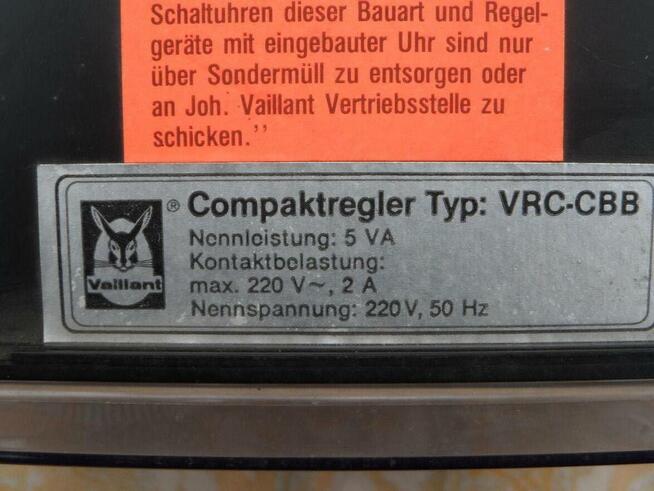 Schaltuhren dieser Bauart und Regel-
geräte mit eingebauter Uhr sind nur
über Sondermüll zu entsorgen oder
an Joh. Vaillant Vertriebsstelle zu
schicken.’’
® Compaktregler Typ: VRC-CBB
Nennleistung: 5 VA
Kontaktbelastung:
max. 220 V~, 2 A
Nennspannung: 220V, 50 Hz
Vaillant